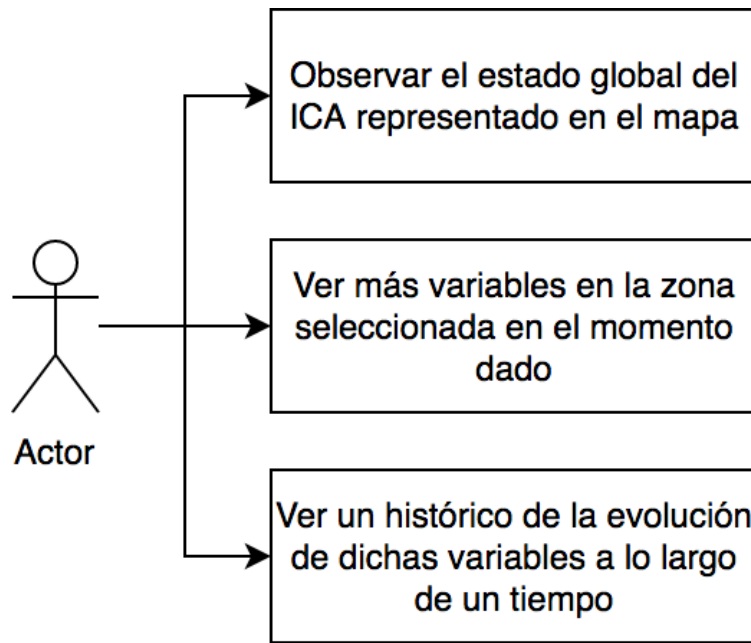 Observar el estado global del
ICA representado en el mapa
Ver más variables en la zona
seleccionada en el momento
dado
Actor
Ver un histórico de la evolución
de dichas variables a lo largo
de un tiempo